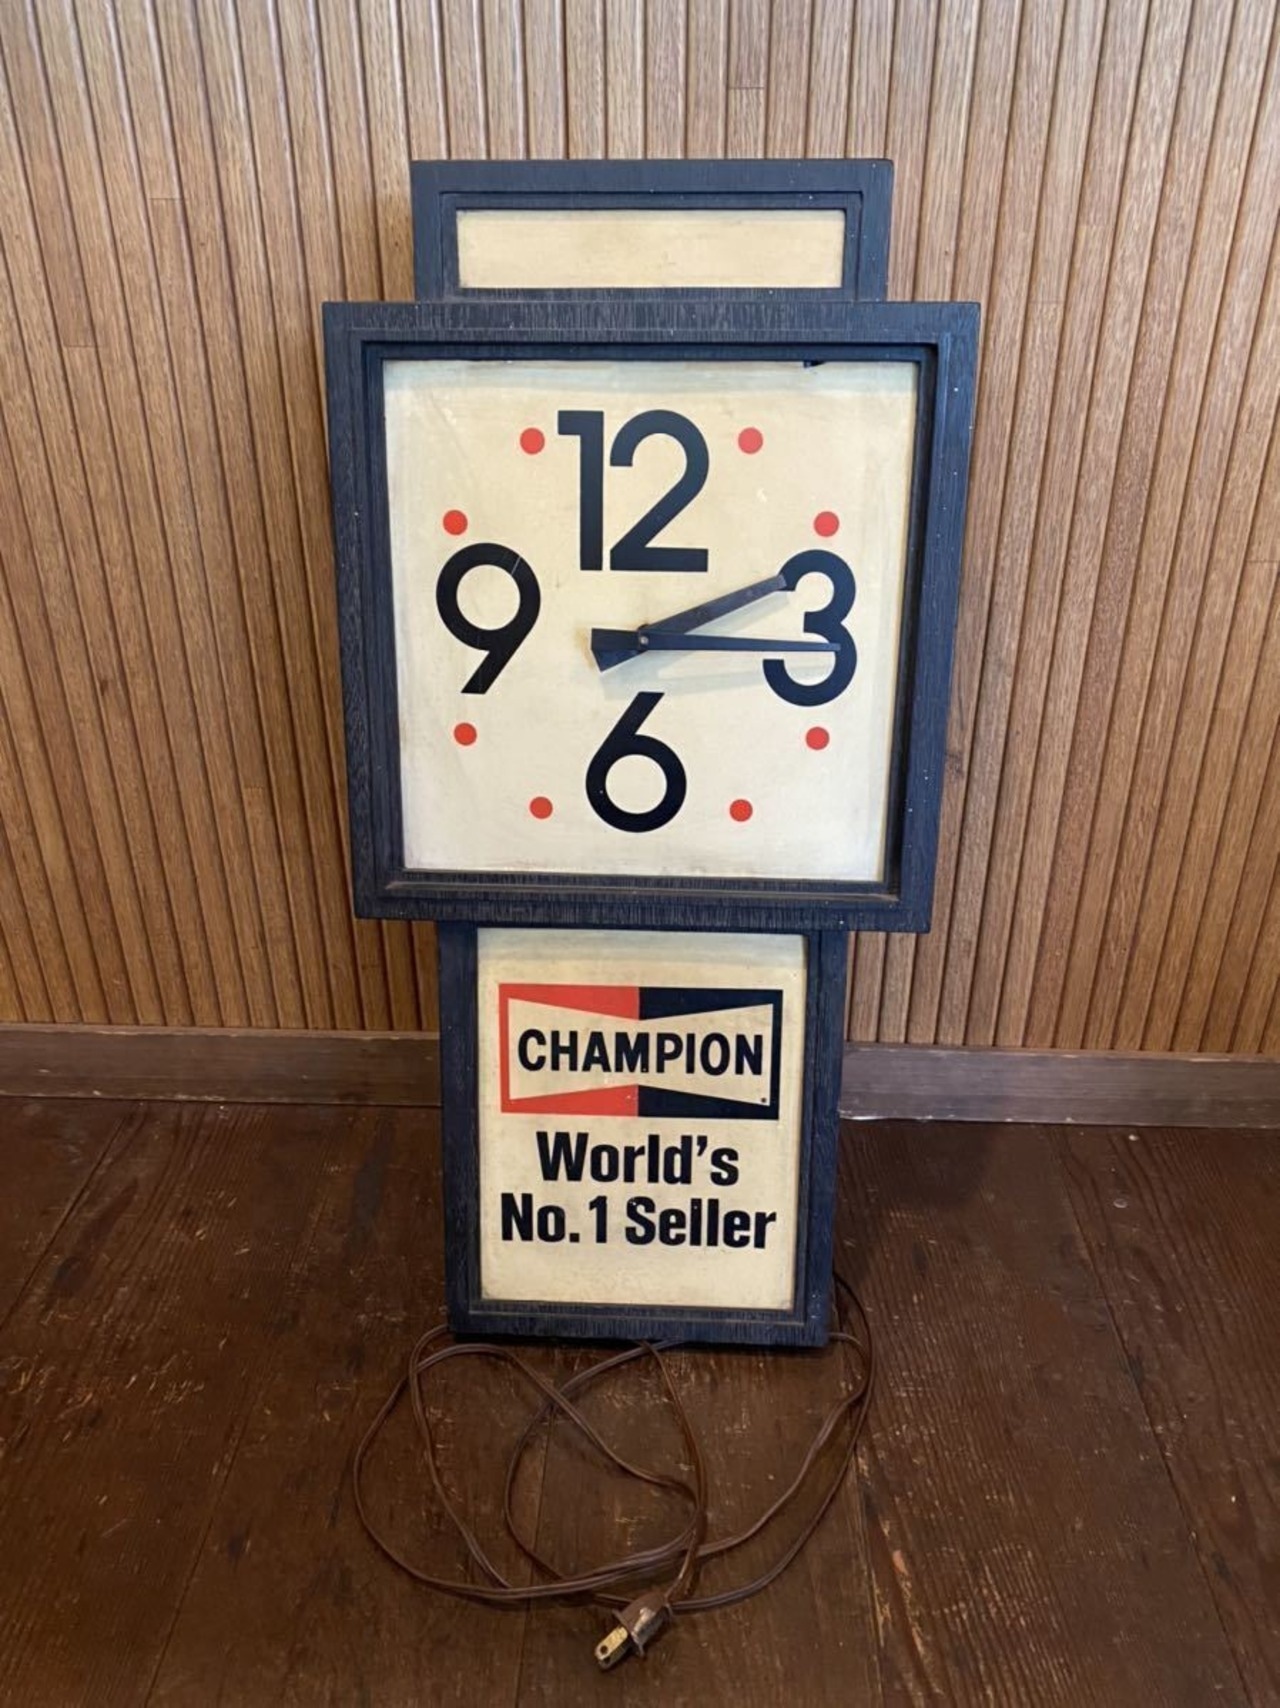 12
9
3
6
CHAMPION
World's
No. 1 Seller